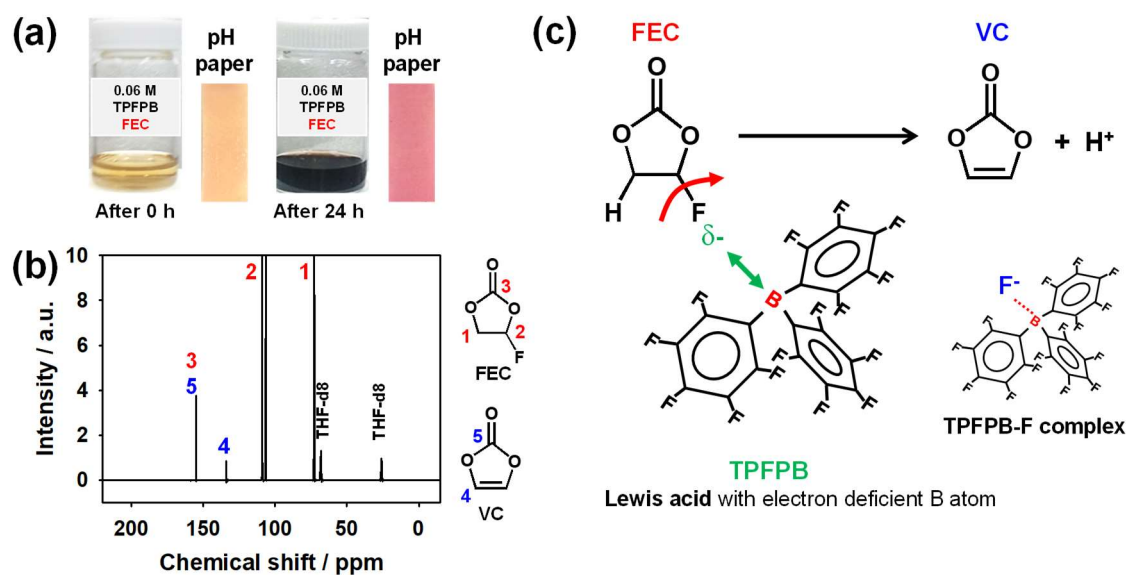 (a)
pH
paper
pH
paper
0.06 M
TPFPB
FEC
0.06 M
TPFPB
FEC
After 0 h
After 24 h
(b)
Intensity / a.u.
10
8
6
4
2
0
2
1
3
5
4
THF-d8
THF-d8
200
150
100
50
0
Chemical shift / ppm
O
3
O
O
1
2
F
FEC
O
5
O
O
4
VC
(c)
FEC
VC
O
O
O
O
O
O
+ H⁺
H
F
δ-
F
F
F
F
F
B
F
F
F
F
F
F
F
F
F
F
F⁻
F
F
F
F
F
B
F
F
F
F
F
F
F
F
F
F
TPFPB-F complex
TPFPB
Lewis acid with electron deficient B atom